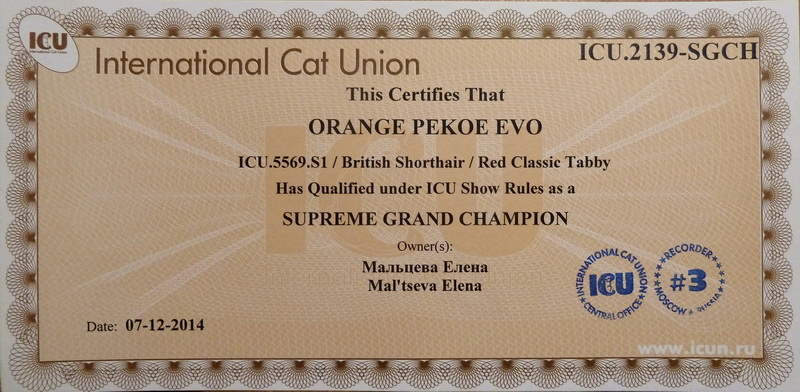 ICU
International Cat Union
ICU.2139-SGCH
This Certifies That
ORANGE PEKOE EVO
ICU.5569.S1 / British Shorthair / Red Classic Tabby
Has Qualified under ICU Show Rules as a
SUPREME GRAND CHAMPION
Owner(s):
Мальцева Елена
Mal'tseva Elena
INTERNATIONAL CAT UNION
ICU
CENTRAL OFFICE
RECORDER
#3
MOSCOW
Date: 07-12-2014
www.icun.ru
ICU